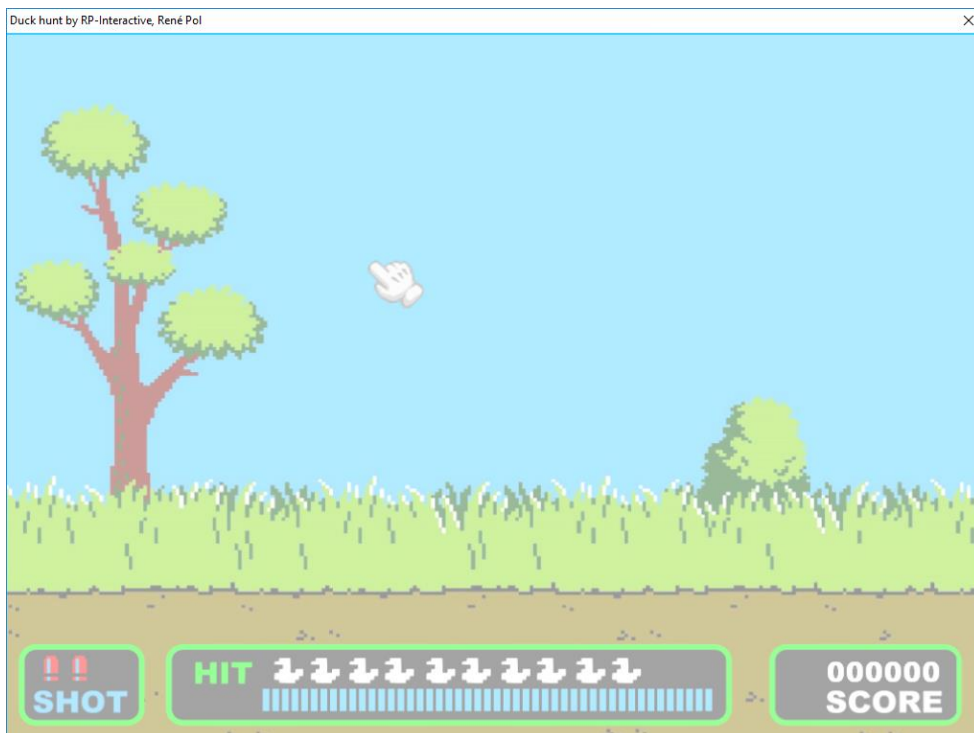 Duck hunt by RP-Interactive, René Pol
HIT
000000
SHOT
SCORE